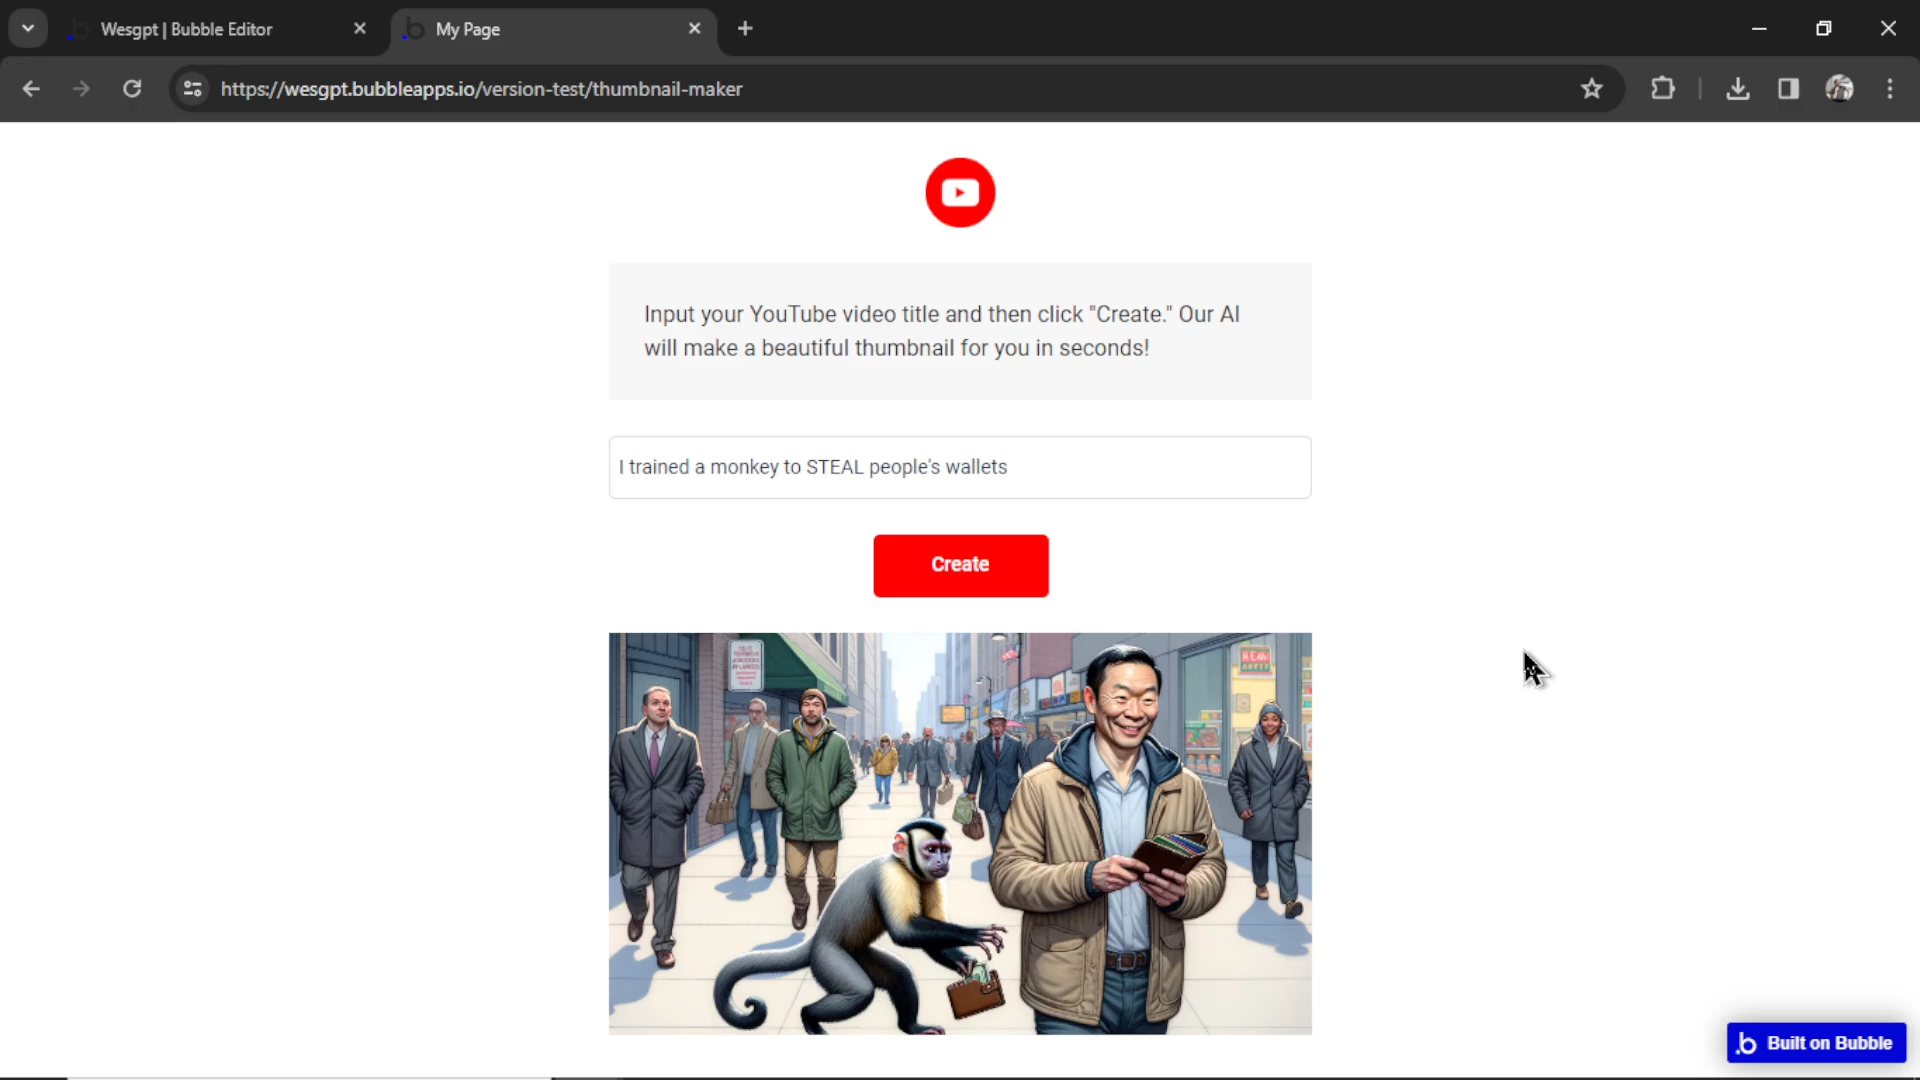 Wesgpt | Bubble Editor
My Page
https://wesgpt.bubbleapps.io/version-test/thumbnail-maker
Input your YouTube video title and then click "Create." Our AI
will make a beautiful thumbnail for you in seconds!
I trained a monkey to STEAL people's wallets
Create
Built on Bubble